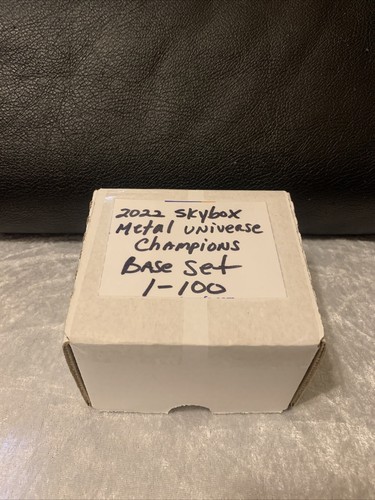 2022 Skybox
Metal Universe
Champions
Base Set
1-100